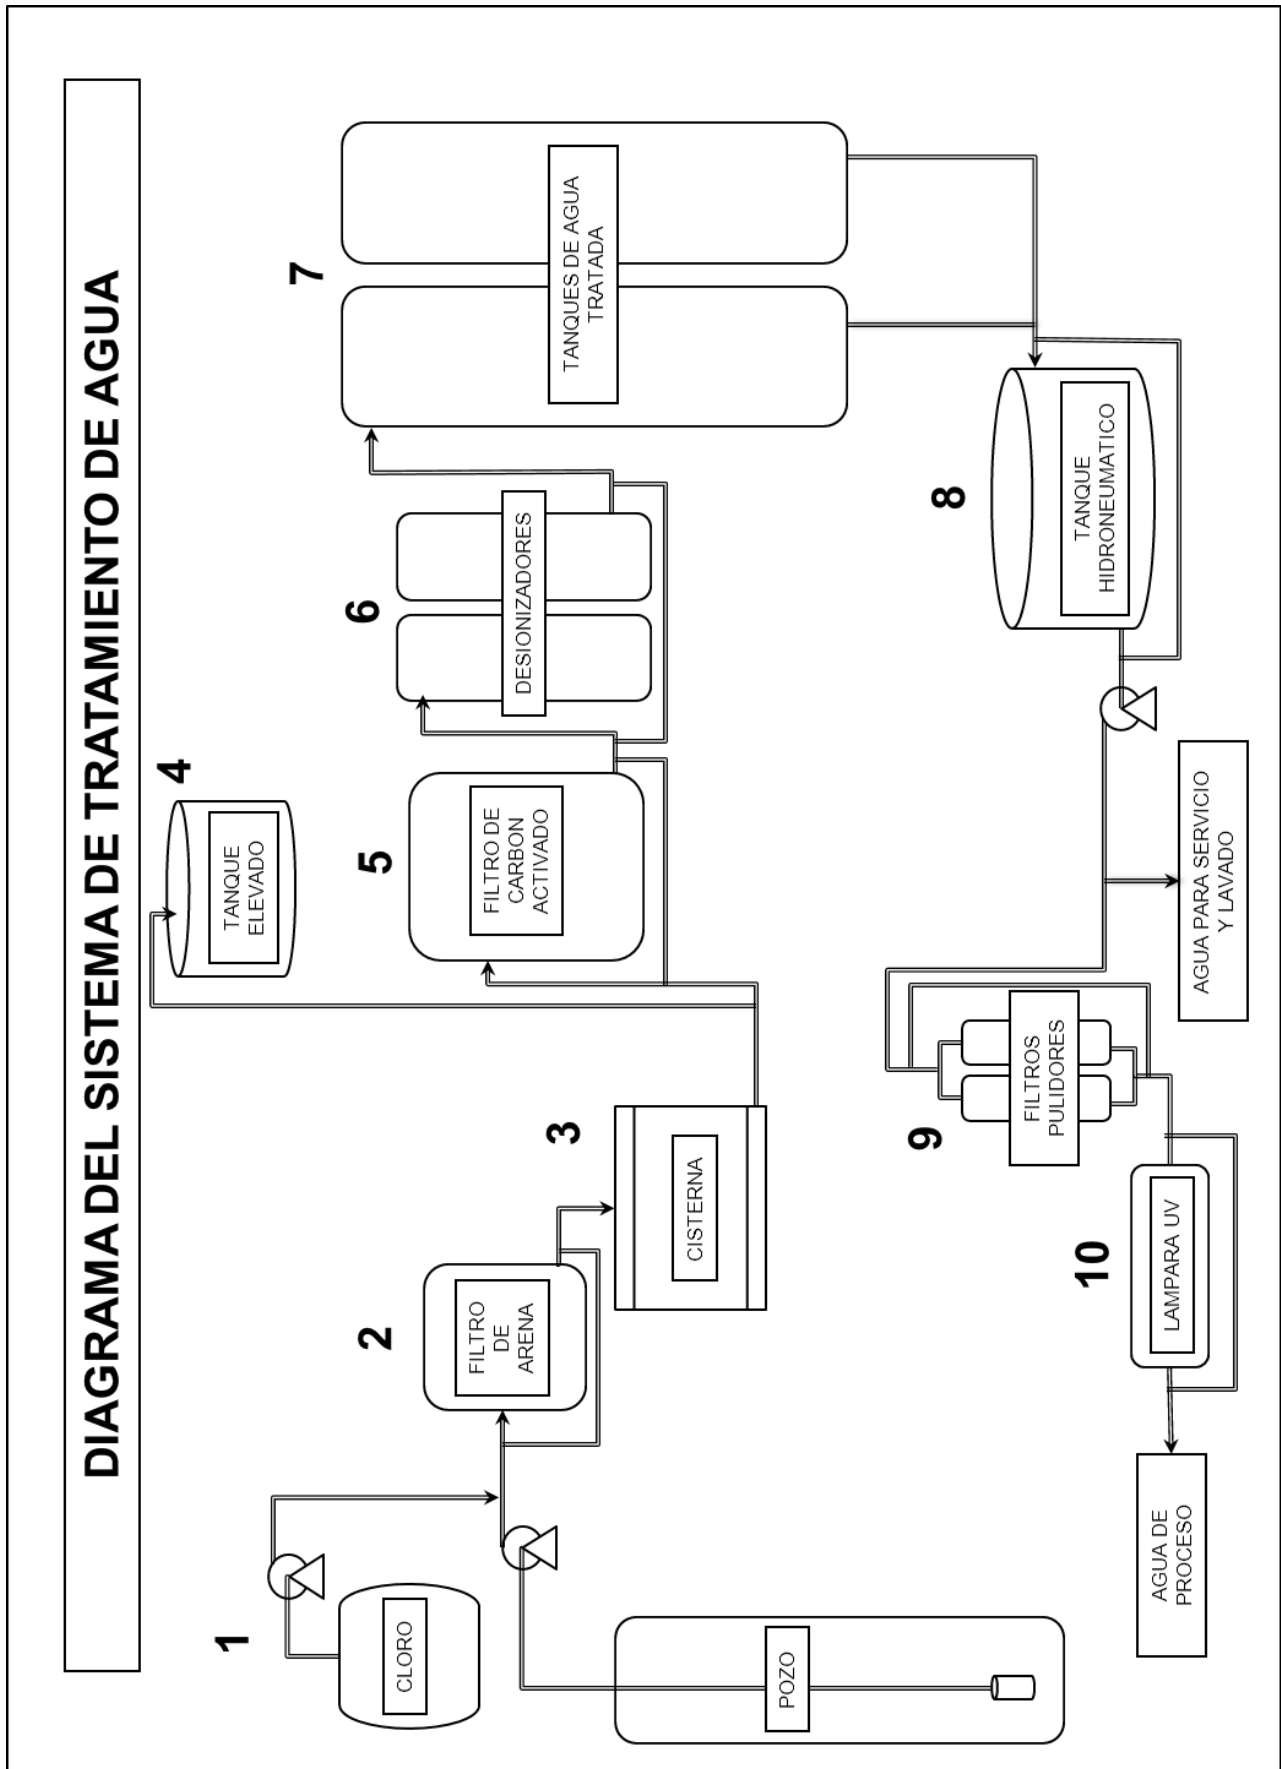 DIAGRAMA DEL SISTEMA DE TRATAMIENTO DE AGUA
1
CLORO
POZO
2
FILTRO
DE
ARENA
3
CISTERNA
4
TANQUE
ELEVADO
5
FILTRO DE
CARBON
ACTIVADO
6
DESIONIZADORES
7
TANQUES DE AGUA
TRATADA
8
TANQUE
HIDRONEUMATICO
AGUA PARA SERVICIO
Y LAVADO
9
FILTROS
PULIDORES
10
LAMPARA UV
AGUA DE
PROCESO